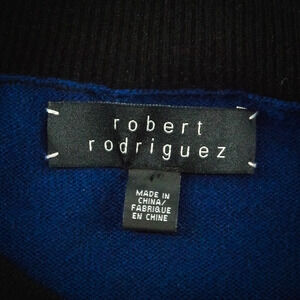 robert
rodriguez
MADE IN
CHINA/
FABRIQUE
EN CHINE